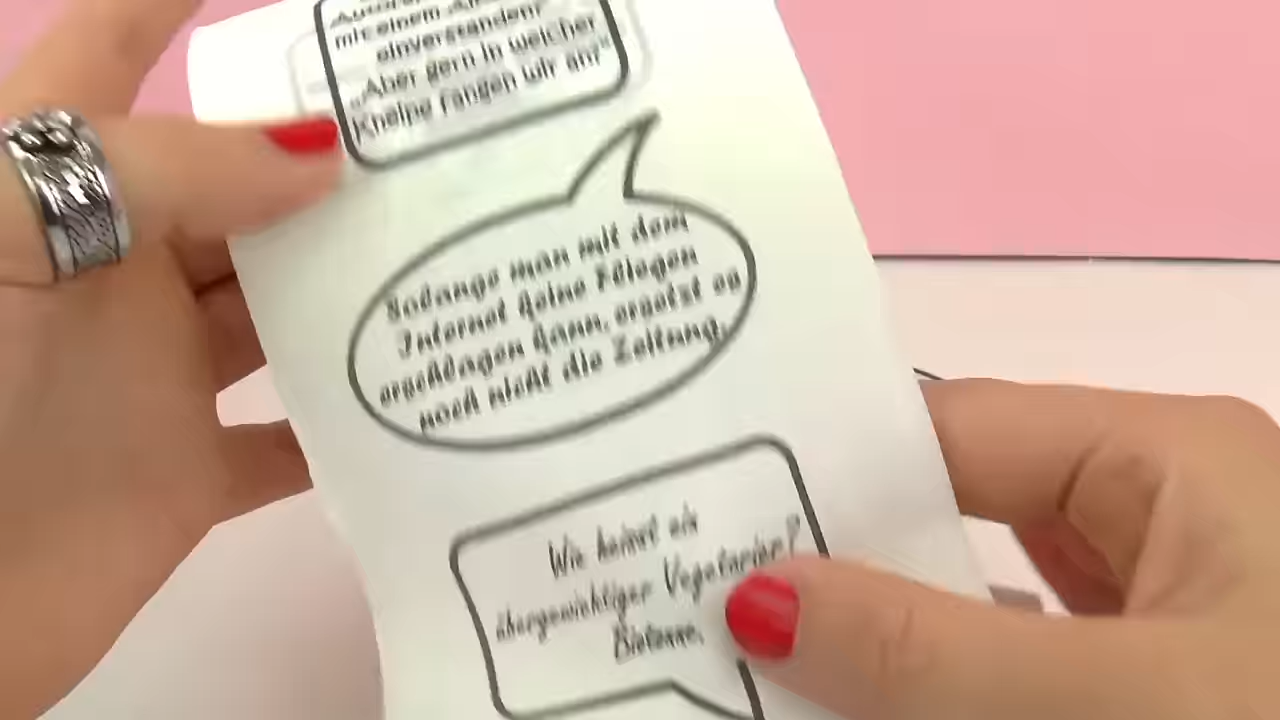 mit einem
einverstanden?
„Aber gern in welcher
Kneipe fangen wir an?"
Solange man mit dem
Internet keine Fliegen
erschlagen kann, ersetzt es
noch nicht die Zeitung.
Wie heisst ein
übergewichtiger Vegetarier?
Biotonne.